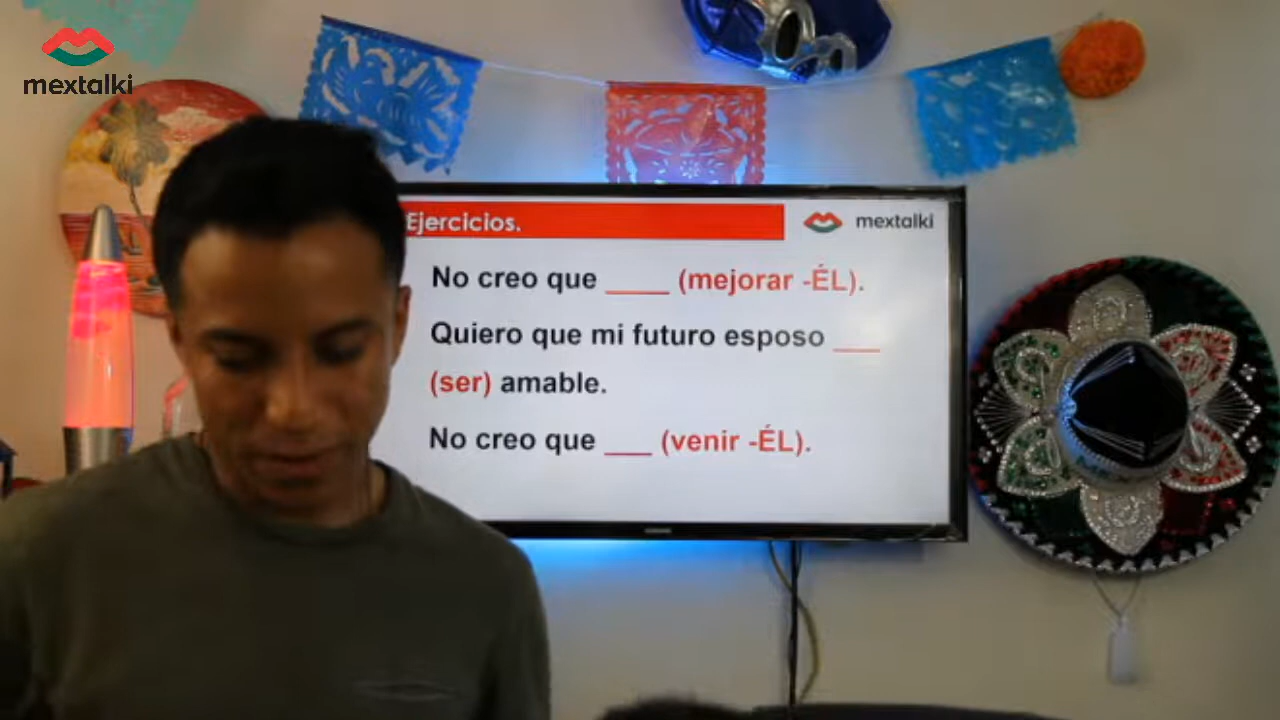 mextalki
Ejercicios.
mextalki
No creo que ____ (mejorar -ÉL).
Quiero que mi futuro esposo ___
(ser) amable.
No creo que ___ (venir -ÉL).